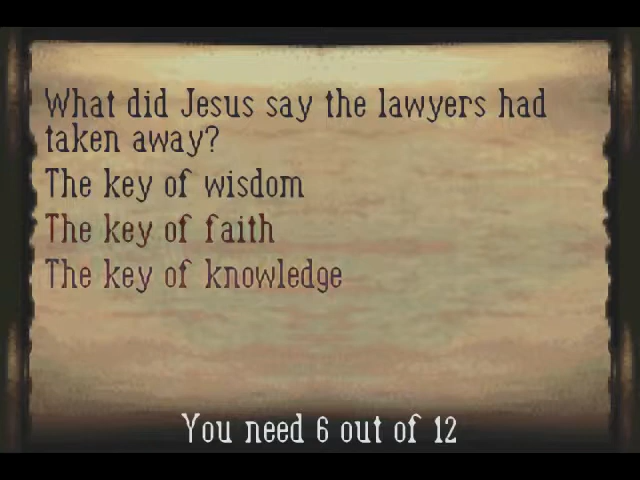 What did Jesus say the lawyers had
taken away?
The key of wisdom
The key of faith
The key of knowledge
You need 6 out of 12